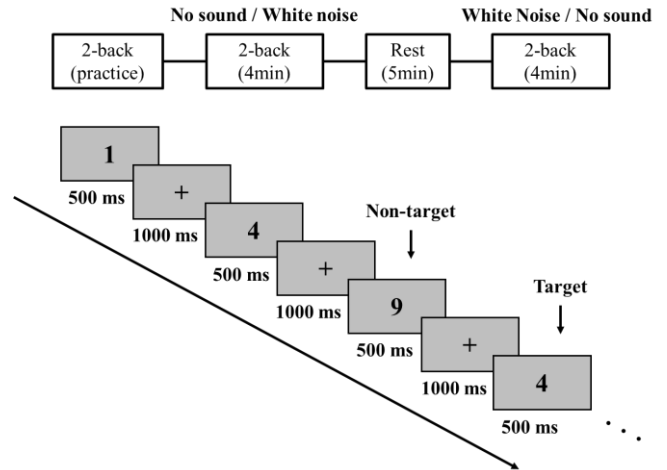 No sound / White noise
White Noise / No sound
2-back
(practice)
2-back
(4min)
Rest
(5min)
2-back
(4min)
1
500 ms
+
1000 ms
4
500 ms
+
1000 ms
Non-target
9
500 ms
+
1000 ms
Target
4
500 ms
. . .